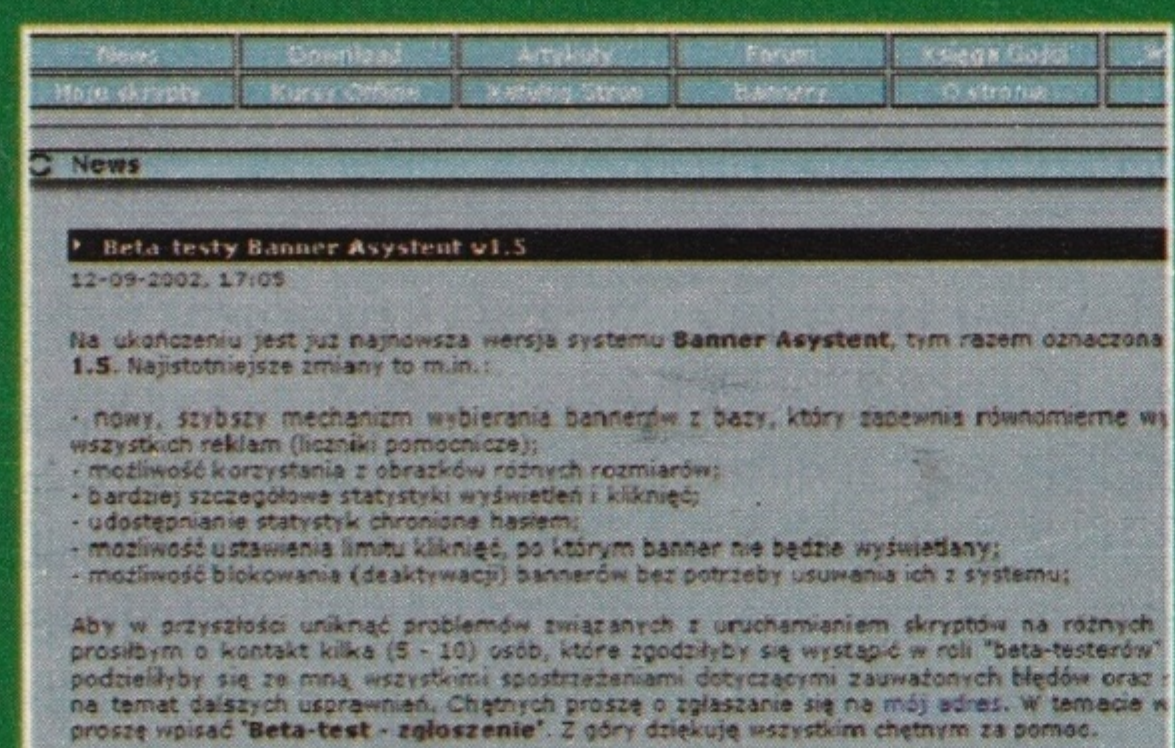 News Download Artykuły Forum Księga Gości
Moje skrypty Kursy Offline Katalog Stron Bannery O stronie
News
Beta testy Banner Asystent v1.5
12-09-2002, 17:05
Na ukończeniu jest już najnowsza wersja systemu Banner Asystent, tym razem oznaczona
1.5. Najistotniejsze zmiany to m.in.:
- nowy, szybszy mechanizm wybierania bannerów z bazy, który zapewnia równomierne wy
wszystkich reklam (liczniki pomocnicze);
- możliwość korzystania z obrazków różnych rozmiarów;
- bardziej szczegółowe statystyki wyświetleń i kliknięć;
- udostępnianie statystyk chronione hasłem;
- możliwość ustawienia limitu kliknięć, po którym banner nie będzie wyświetlany;
- możliwość blokowania (deaktywacji) bannerów bez potrzeby usuwania ich z systemu;
Aby w przyszłości uniknąć problemów związanych z uruchamianiem skryptów na różnych
prosiłbym o kontakt kilka (5 - 10) osób, które zgodziłyby się wystąpić w roli "beta-testerów"
podzieliłyby się ze mną wszystkimi spostrzeżeniami dotyczącymi zauważonych błędów oraz
na temat dalszych usprawnień. Chętnych proszę o zgłaszanie się na mój adres. W temacie w
proszę wpisać "Beta-test - zgłoszenie". Z góry dziękuję wszystkim chętnym za pomoc.